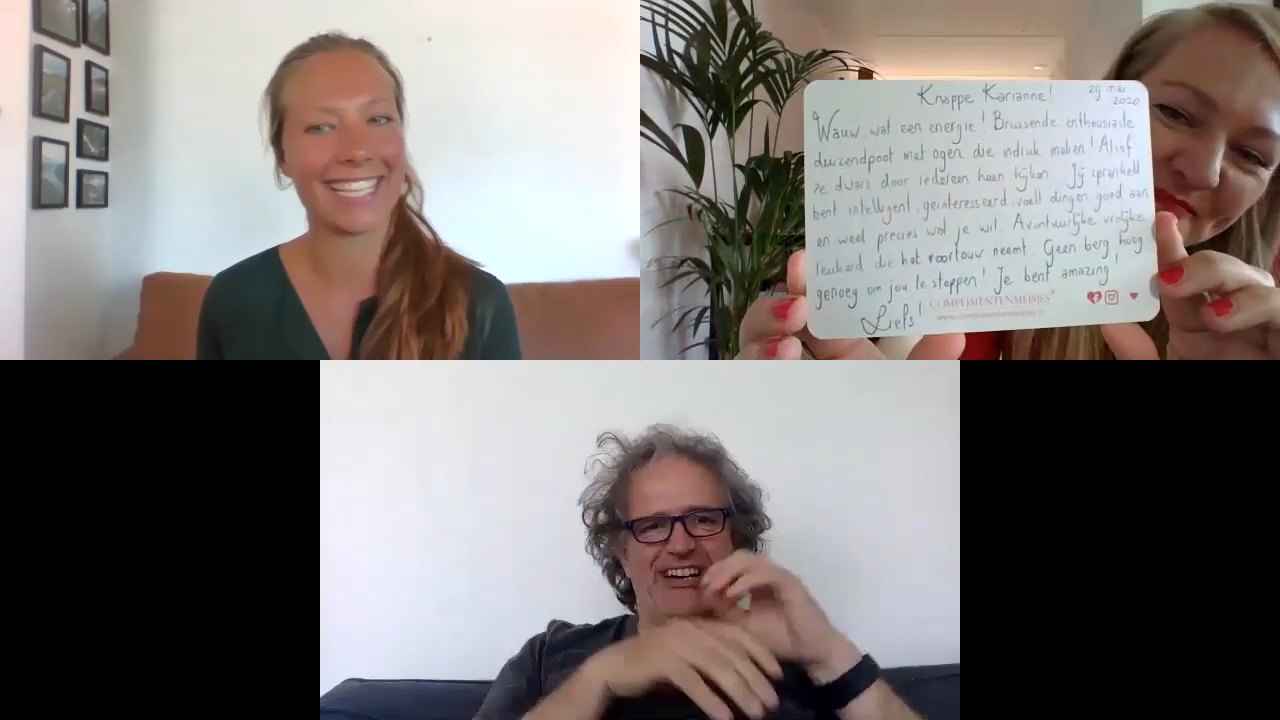 Knappe Karianne!
29 mei 2020
Wauw wat een energie! Bruisende enthousiaste
duizendpoot met ogen die indruk maken! Alsof
ze dwars door iedereen heen kijken. Jij sprankelt
bent intelligent, geïnteresseerd, voelt dingen goed aan
en weet precies wat je wil. Avontuurlijke vrolijke
leukerd die het voortouw neemt. Geen berg hoog
genoeg om jou te stoppen! Je bent amazing!
Liefs!
COMPLIMENTENMEISJES
www.complimentenmeisjes.nl